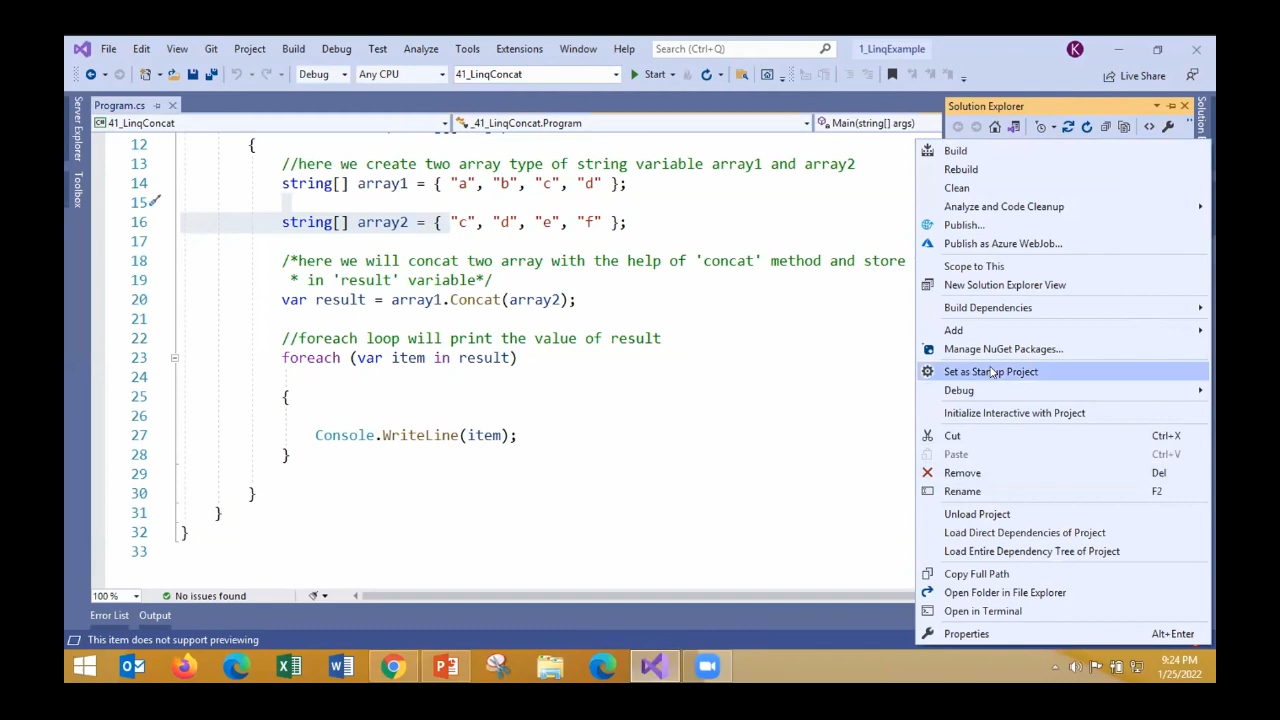 File Edit View Git Project Build Debug Test Analyze Tools Extensions Window Help Search (Ctrl+Q) 1_LinqExample K
Debug Any CPU 41_LinqConcat Start Live Share
Server Explorer
Toolbox
Program.cs
41_LinqConcat _41_LinqConcat.Program Main(string[] args)
12 {
13 //here we create two array type of string variable array1 and array2
14 string[] array1 = { "a", "b", "c", "d" };
15
16 string[] array2 = { "c", "d", "e", "f" };
17
18 /*here we will concat two array with the help of 'concat' method and store
19 * in 'result' variable*/
20 var result = array1.Concat(array2);
21
22 //foreach loop will print the value of result
23 foreach (var item in result)
24
25 {
26
27 Console.WriteLine(item);
28 }
29
30 }
31 }
32 }
33
100 % No issues found
Error List Output
This item does not support previewing
Solution Explorer
Build
Rebuild
Clean
Analyze and Code Cleanup
Publish...
Publish as Azure WebJob...
Scope to This
New Solution Explorer View
Build Dependencies
Add
Manage NuGet Packages...
Set as Startup Project
Debug
Initialize Interactive with Project
Cut Ctrl+X
Paste Ctrl+V
Remove Del
Rename F2
Unload Project
Load Direct Dependencies of Project
Load Entire Dependency Tree of Project
Copy Full Path
Open Folder in File Explorer
Open in Terminal
Properties Alt+Enter
9:24 PM
1/25/2022